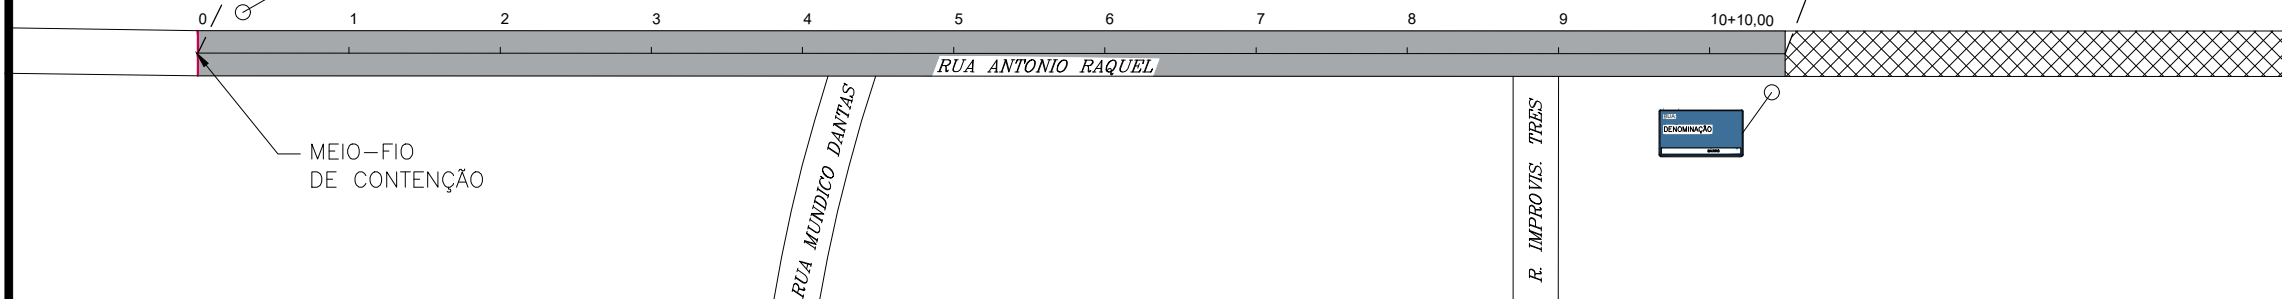 0 1 2 3 4 5 6 7 8 9 10+10,00
RUA ANTONIO RAQUEL
MEIO-FIO
DE CONTENÇÃO
RUA MUNDICO DANTAS
R. IMPROVIS. TRES
RUA
DENOMINAÇÃO